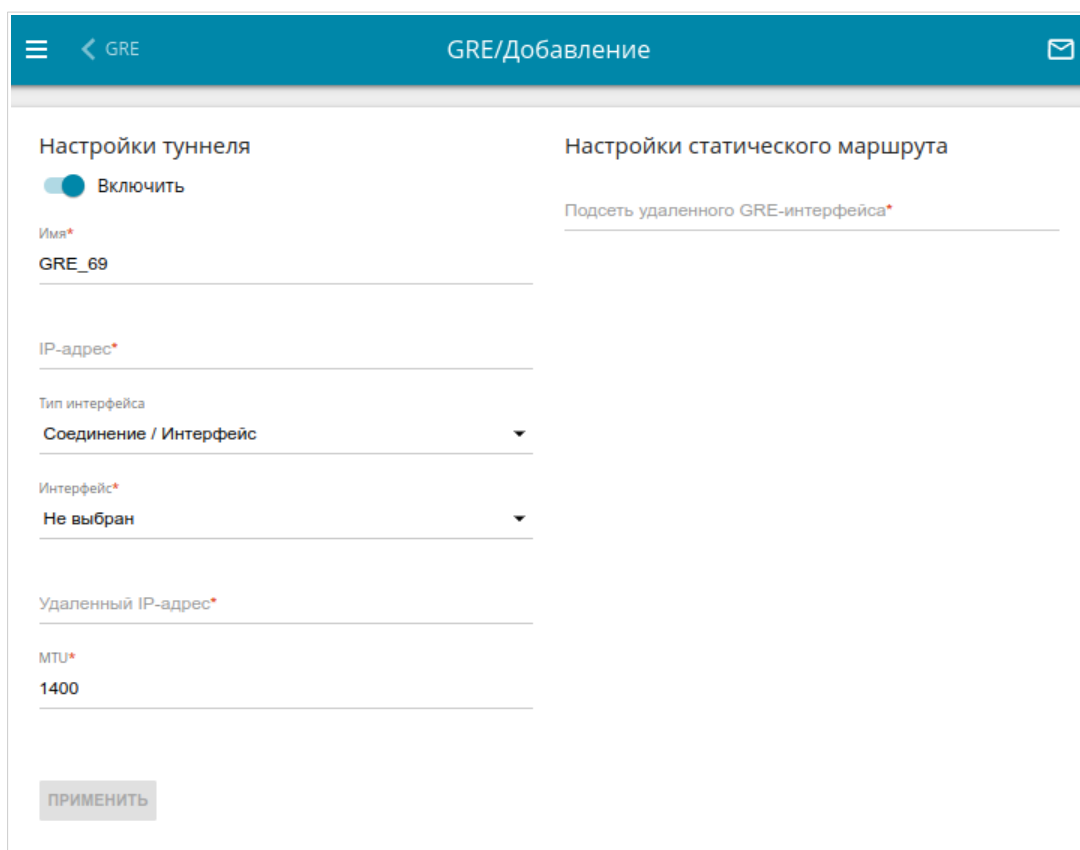 GRE
GRE/Добавление
Настройки туннеля
Включить
Имя*
GRE_69
IP-адрес*
Тип интерфейса
Соединение / Интерфейс
Интерфейс*
Не выбран
Удаленный IP-адрес*
MTU*
1400
ПРИМЕНИТЬ
Настройки статического маршрута
Подсеть удаленного GRE-интерфейса*